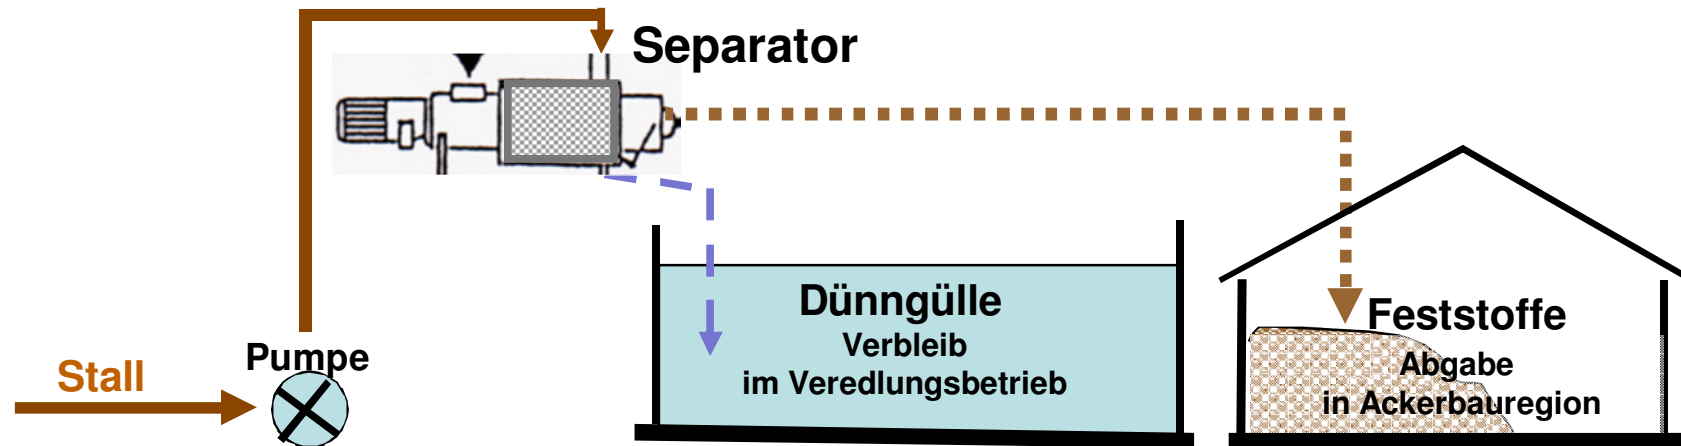 Separator
Stall
Pumpe
Dünngülle
Verbleib
im Veredlungsbetrieb
Feststoffe
Abgabe
in Ackerbauregion